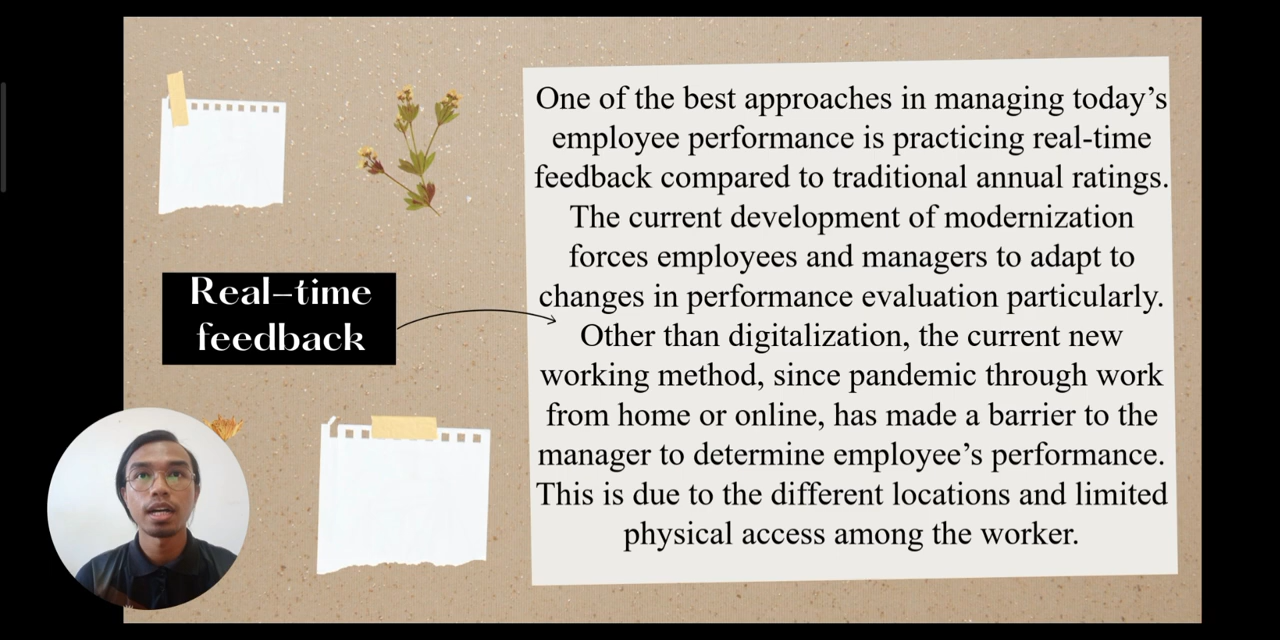 Real–time
feedback
One of the best approaches in managing today’s
employee performance is practicing real-time
feedback compared to traditional annual ratings.
The current development of modernization
forces employees and managers to adapt to
changes in performance evaluation particularly.
Other than digitalization, the current new
working method, since pandemic through work
from home or online, has made a barrier to the
manager to determine employee’s performance.
This is due to the different locations and limited
physical access among the worker.